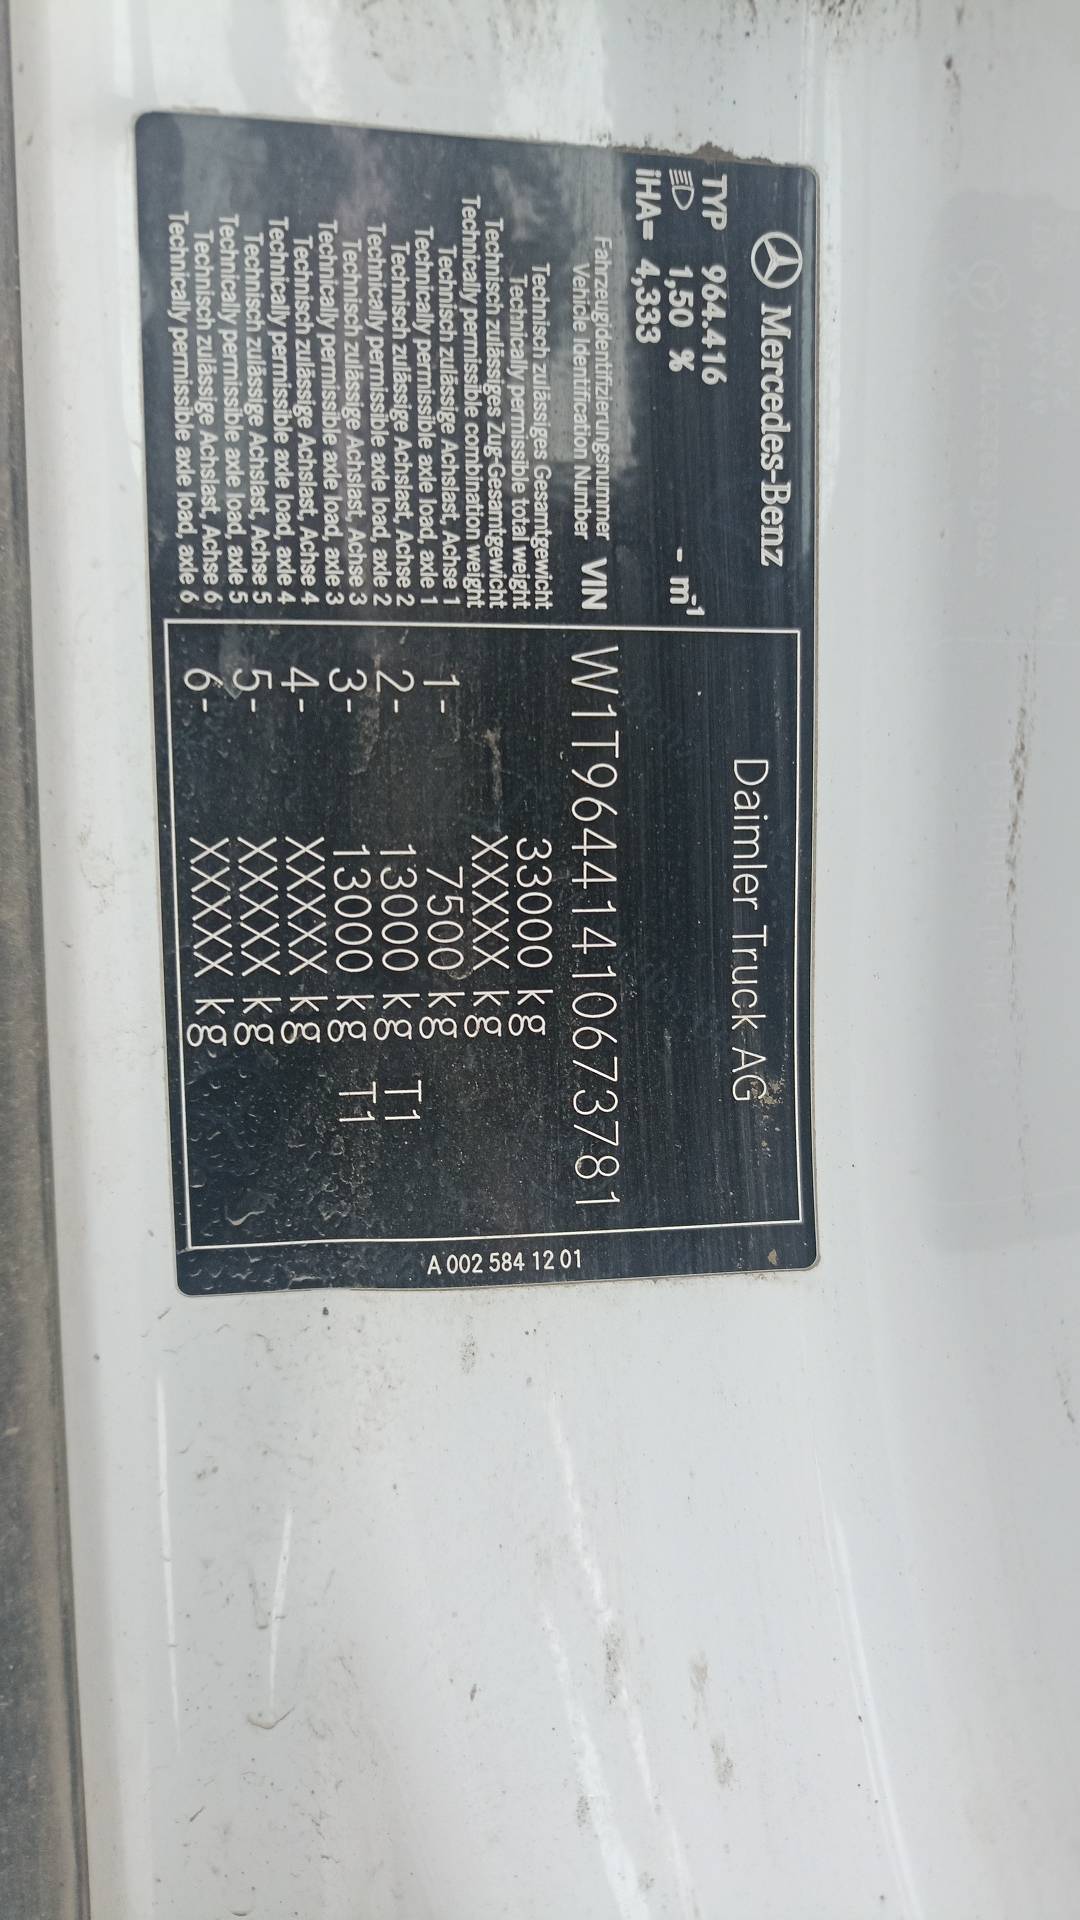 Mercedes-Benz
Daimler Truck AG
TYP 964.416
1,50 % - m-1
iHA= 4,333
Fahrzeugidentifizierungsnummer
Vehicle Identification Number VIN W1T96441410673781
Technisch zulässiges Gesamtgewicht
Technically permissible total weight 33000 kg
Technisch zulässiges Zug-Gesamtgewicht
Technically permissible combination weight XXXXX kg
Technisch zulässige Achslast, Achse 1
Technically permissible axle load, axle 1 1- 7500 kg
Technisch zulässige Achslast, Achse 2
Technically permissible axle load, axle 2 2- 13000 kg T1
Technisch zulässige Achslast, Achse 3
Technically permissible axle load, axle 3 3- 13000 kg T1
Technisch zulässige Achslast, Achse 4
Technically permissible axle load, axle 4 4- XXXXX kg
Technisch zulässige Achslast, Achse 5
Technically permissible axle load, axle 5 5- XXXXX kg
Technisch zulässige Achslast, Achse 6
Technically permissible axle load, axle 6 6- XXXXX kg
A 002 584 12 01